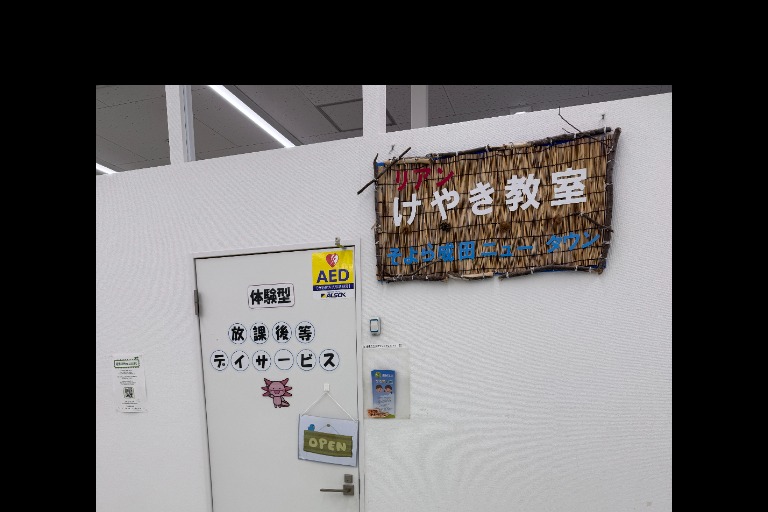 リアン
けやき教室
そよら鬼田ニュータウン
AED
ALSOK
体験型
放課後等
デイサービス
OPEN